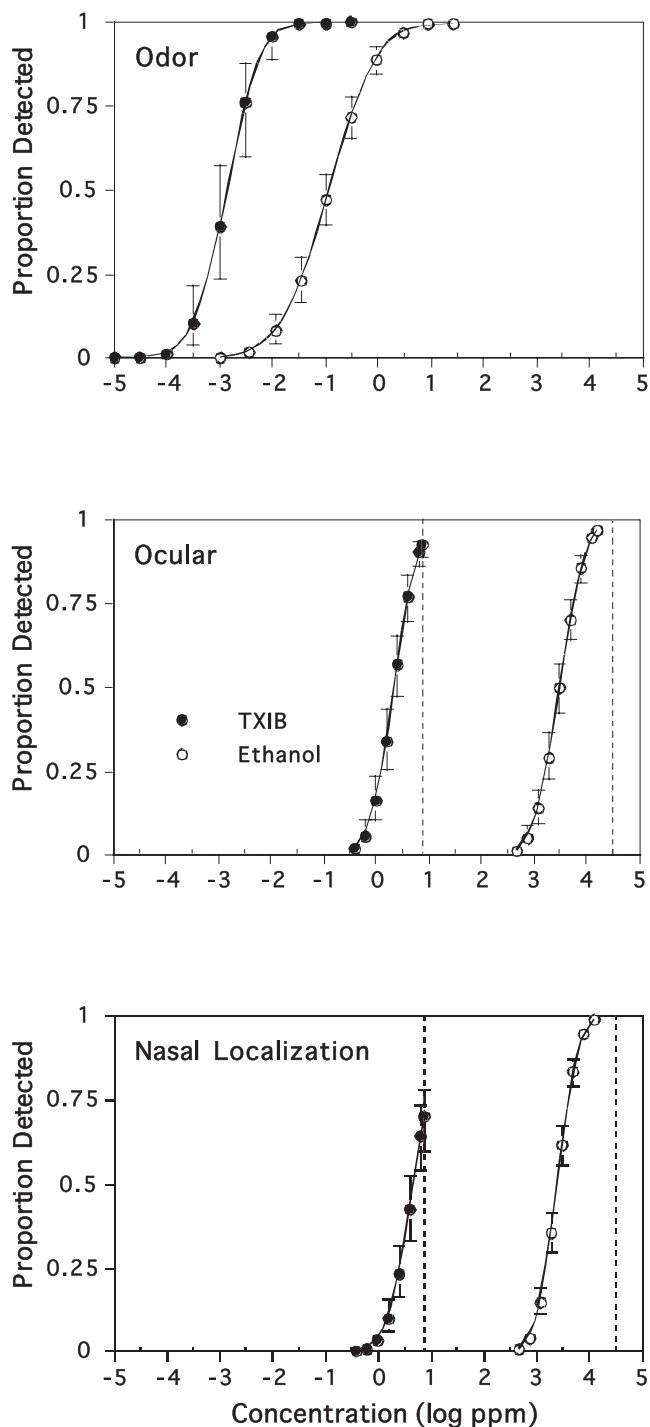 Odor
Proportion Detected
1
0.75
0.5
0.25
0
-5 -4 -3 -2 -1 0 1 2 3 4 5
Ocular
Proportion Detected
1
0.75
0.5
0.25
0
TXIB
Ethanol
-5 -4 -3 -2 -1 0 1 2 3 4 5
Nasal Localization
Proportion Detected
1
0.75
0.5
0.25
0
-5 -4 -3 -2 -1 0 1 2 3 4 5
Concentration (log ppm)